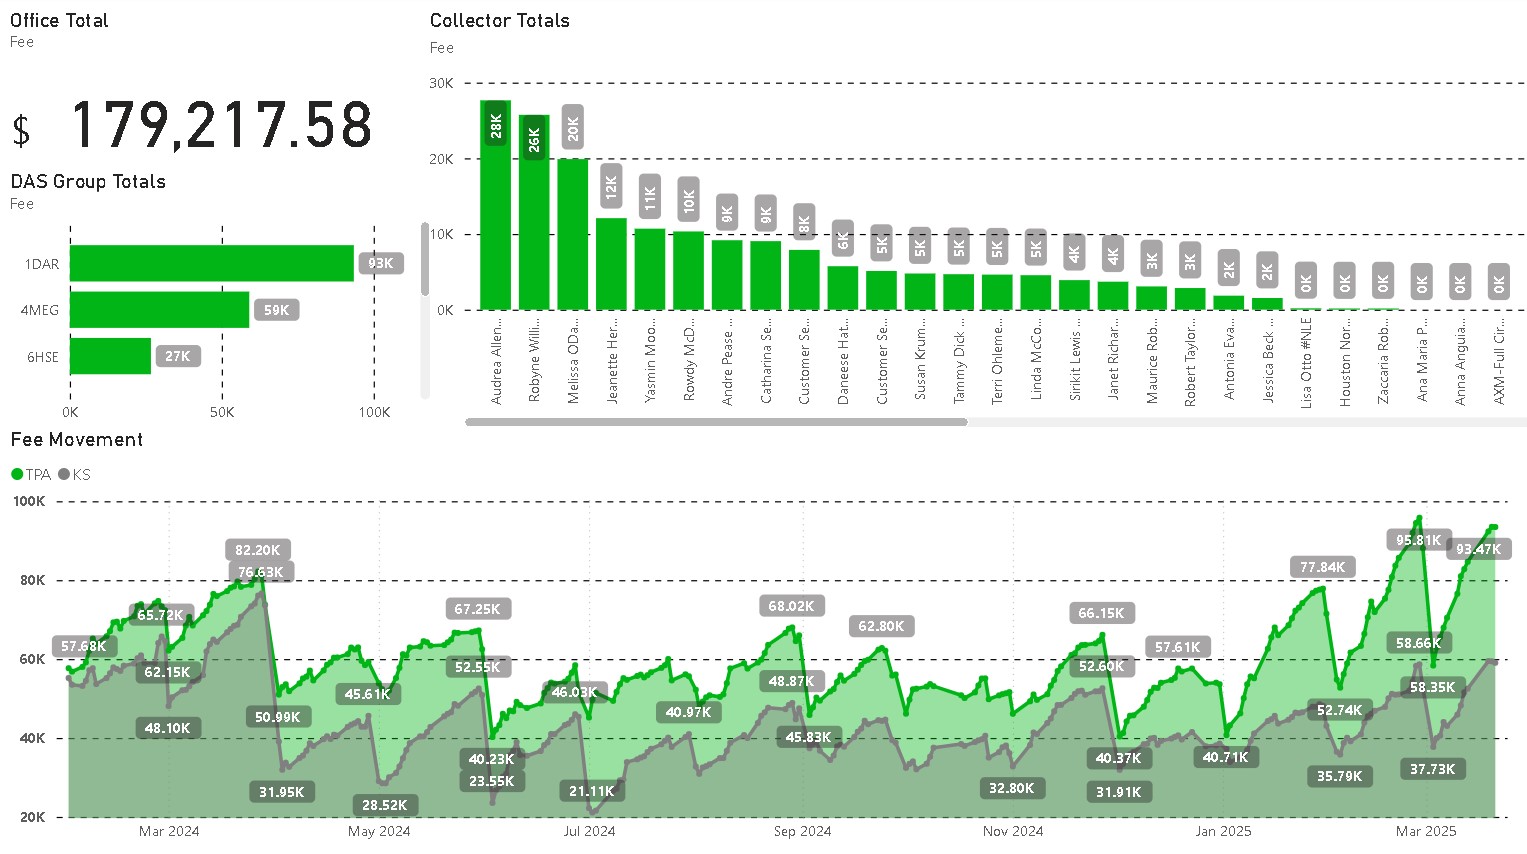 Office Total
Fee
$ 179,217.58
DAS Group Totals
Fee
1DAR 93K
4MEG 59K
6HSE 27K
0K 50K 100K
Collector Totals
Fee
30K
20K
10K
0K
28K 26K 20K 12K 11K 10K 9K 9K 8K 6K 5K 5K 5K 5K 5K 4K 4K 3K 3K 2K 2K 0K 0K 0K 0K 0K 0K
Audrea Allen...
Robyne Willi...
Melissa ODa...
Jeanette Her...
Yasmin Moo...
Rowdy McD...
Andre Pease ...
Catharina Se...
Customer Se...
Daneese Hat...
Customer Se...
Susan Krum...
Tammy Dick ...
Terri Ohleme...
Linda McCo...
Sirikit Lewis ...
Janet Richar...
Maurice Rob...
Robert Taylor...
Antonia Eva...
Jessica Beck ...
Lisa Otto #NLE
Houston Nor...
Zaccaria Rob...
Ana Maria P...
Anna Anguia...
AXM-Full Cir...
Fee Movement
TPA KS
100K
80K
60K
40K
20K
57.68K
65.72K
62.15K
48.10K
82.20K
76.63K
50.99K
31.95K
45.61K
28.52K
67.25K
52.55K
40.23K
23.55K
46.03K
21.11K
40.97K
68.02K
48.87K
45.83K
62.80K
32.80K
66.15K
52.60K
40.37K
31.91K
57.61K
40.71K
77.84K
52.74K
35.79K
95.81K
58.66K
58.35K
37.73K
93.47K
Mar 2024 May 2024 Jul 2024 Sep 2024 Nov 2024 Jan 2025 Mar 2025